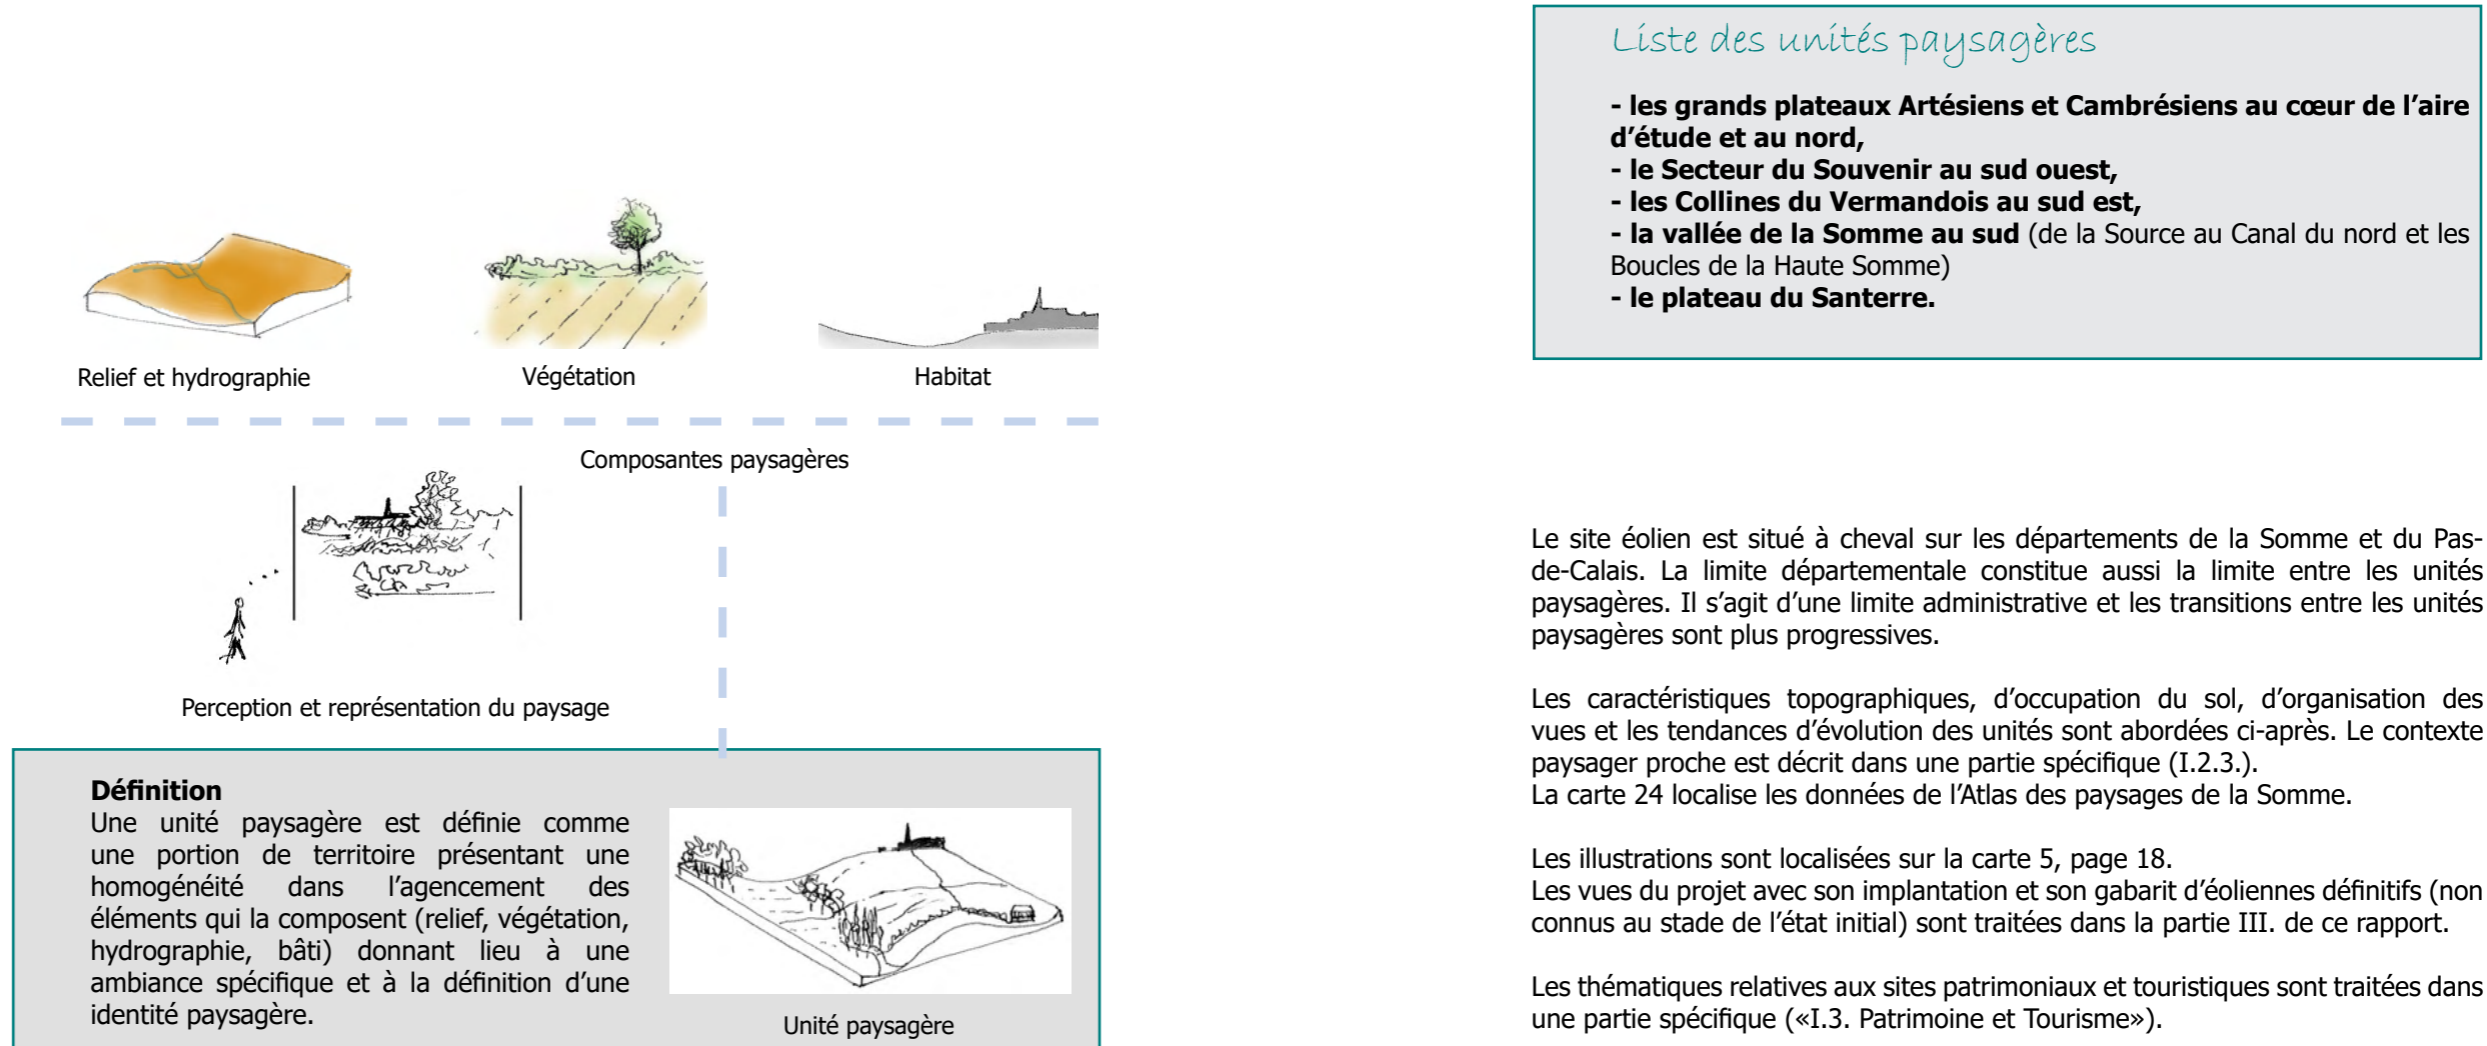 Relief et hydrographie
Végétation
Habitat
Composantes paysagères
Perception et représentation du paysage
Définition
Une unité paysagère est définie comme
une portion de territoire présentant une
homogénéité dans l’agencement des
éléments qui la composent (relief, végétation,
hydrographie, bâti) donnant lieu à une
ambiance spécifique et à la définition d’une
identité paysagère.
Unité paysagère
Liste des unités paysagères
- les grands plateaux Artésiens et Cambrésiens au cœur de l’aire
d’étude et au nord,
- le Secteur du Souvenir au sud ouest,
- les Collines du Vermandois au sud est,
- la vallée de la Somme au sud (de la Source au Canal du nord et les
Boucles de la Haute Somme)
- le plateau du Santerre.
Le site éolien est situé à cheval sur les départements de la Somme et du Pas-
de-Calais. La limite départementale constitue aussi la limite entre les unités
paysagères. Il s’agit d’une limite administrative et les transitions entre les unités
paysagères sont plus progressives.
Les caractéristiques topographiques, d’occupation du sol, d’organisation des
vues et les tendances d’évolution des unités sont abordées ci-après. Le contexte
paysager proche est décrit dans une partie spécifique (I.2.3.).
La carte 24 localise les données de l’Atlas des paysages de la Somme.
Les illustrations sont localisées sur la carte 5, page 18.
Les vues du projet avec son implantation et son gabarit d’éoliennes définitifs (non
connus au stade de l’état initial) sont traitées dans la partie III. de ce rapport.
Les thématiques relatives aux sites patrimoniaux et touristiques sont traitées dans
une partie spécifique («I.3. Patrimoine et Tourisme»).